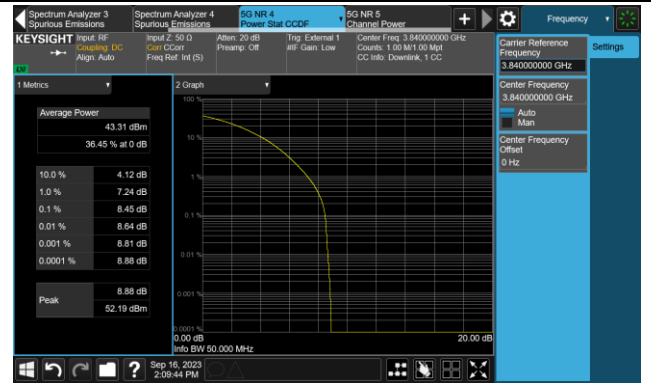 Spectrum Analyzer 3
Spurious Emissions
Spectrum Analyzer 4
Spurious Emissions
5G NR 4
Power Stat CCDF
5G NR 5
Channel Power
Frequency
KEYSIGHT
Input: RF
Coupling: DC
Align: Auto
Input Z: 50 Ω
Corr CCorr
Freq Ref: Int (S)
Atten: 20 dB
Preamp: Off
Trig: External 1
#IF Gain: Low
Center Freq: 3.840000000 GHz
Counts: 1.00 M/1.00 Mpt
CC Info: Downlink, 1 CC
Carrier Reference
Frequency
3.840000000 GHz
Settings
Center Frequency
3.840000000 GHz
Auto
Man
Center Frequency
Offset
0 Hz
1 Metrics
Average Power
43.31 dBm
36.45 % at 0 dB
10.0 % 4.12 dB
1.0 % 7.24 dB
0.1 % 8.45 dB
0.01 % 8.64 dB
0.001 % 8.81 dB
0.0001 % 8.88 dB
Peak
8.88 dB
52.19 dBm
2 Graph
100 %
10 %
1 %
0.1 %
0.01 %
0.001 %
0.0001 %
0.00 dB 20.00 dB
Info BW 50.000 MHz
Sep 16, 2023
2:09:44 PM